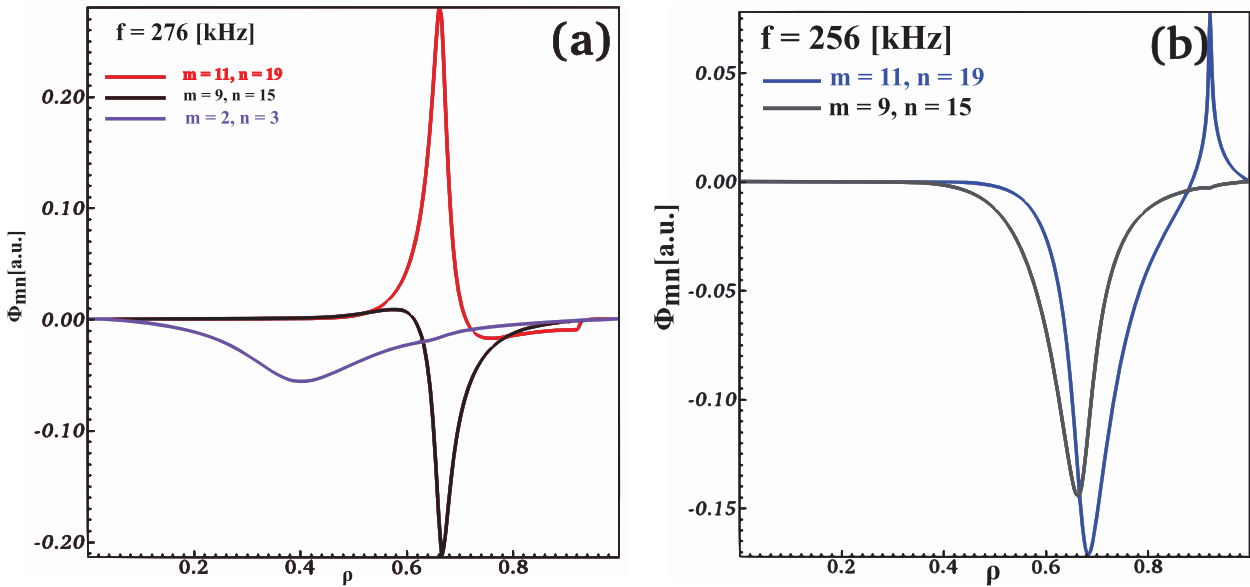 f = 276 [kHz]
(a)
m = 11, n = 19
m = 9, n = 15
m = 2, n = 3
0.20
0.10
0.00
-0.10
-0.20
Φmn[a.u.]
0.2 0.4 0.6 0.8
ρ
f = 256 [kHz]
(b)
m = 11, n = 19
m = 9, n = 15
0.05
0.00
-0.05
-0.10
-0.15
Φmn[a.u.]
0.2 0.4 0.6 0.8
ρ